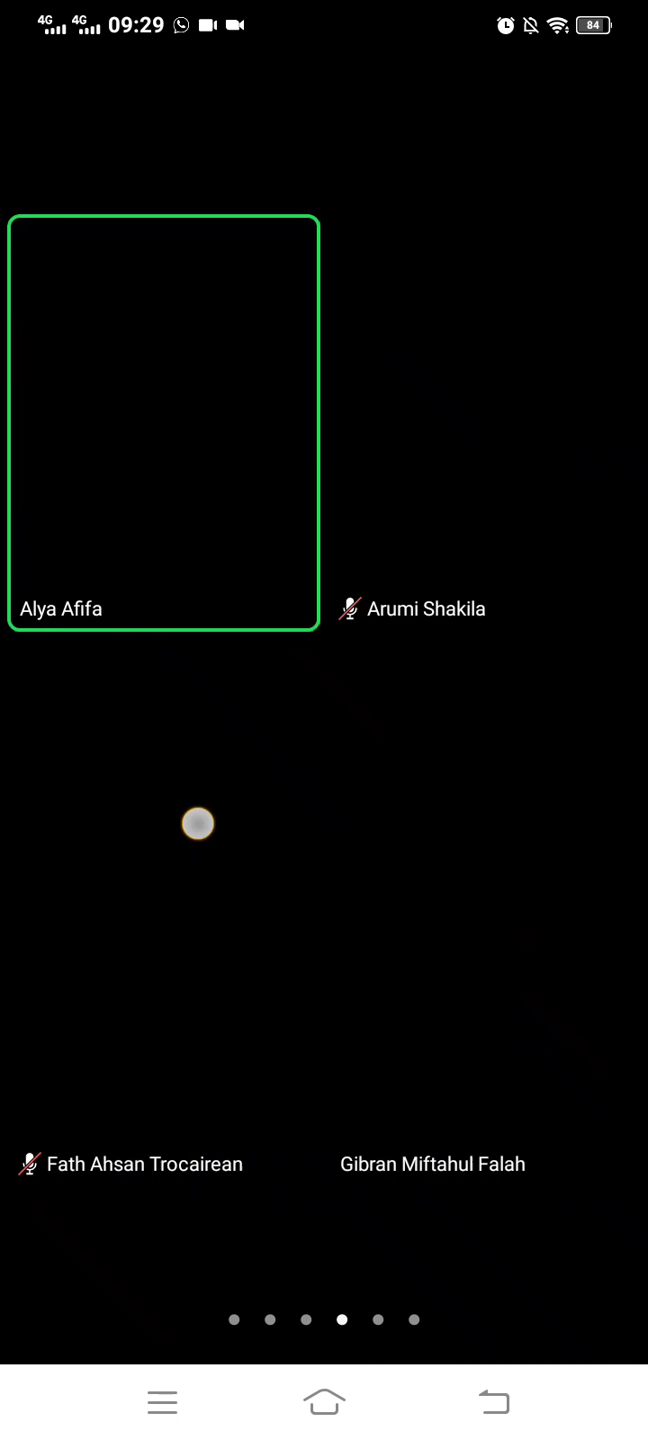 4G 4G 09:29 84
Alya Afifa
Arumi Shakila
Fath Ahsan Trocairean
Gibran Miftahul Falah